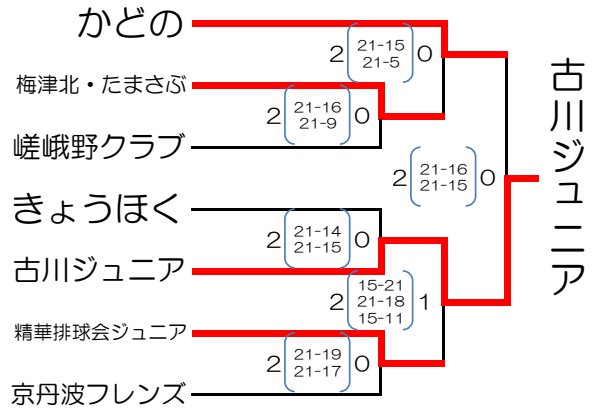 かどの
2 21-15 0
21-5
梅津北・たまさぶ
2 21-16 0
21-9
嵯峨野クラブ
2 21-16 0
21-15
きょうほく
2 21-14 0
21-15
古川ジュニア
15-21
2 21-18 1
15-11
精華排球会ジュニア
2 21-19 0
21-17
京丹波フレンズ
古川ジュニア